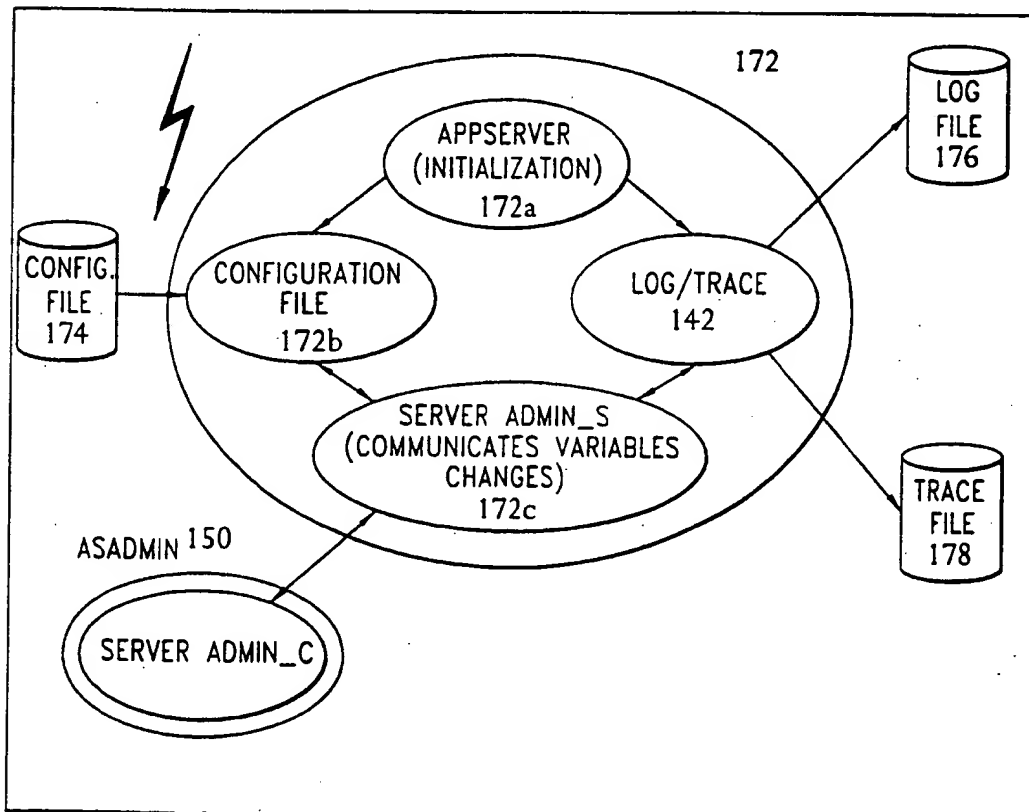 172
LOG
FILE
176
APPSERVER
(INITIALIZATION)
172a
CONFIG.
FILE
174
CONFIGURATION
FILE
172b
LOG/TRACE
142
SERVER ADMIN_S
(COMMUNICATES VARIABLES
CHANGES)
172c
TRACE
FILE
178
ASADMIN 150
SERVER ADMIN_C